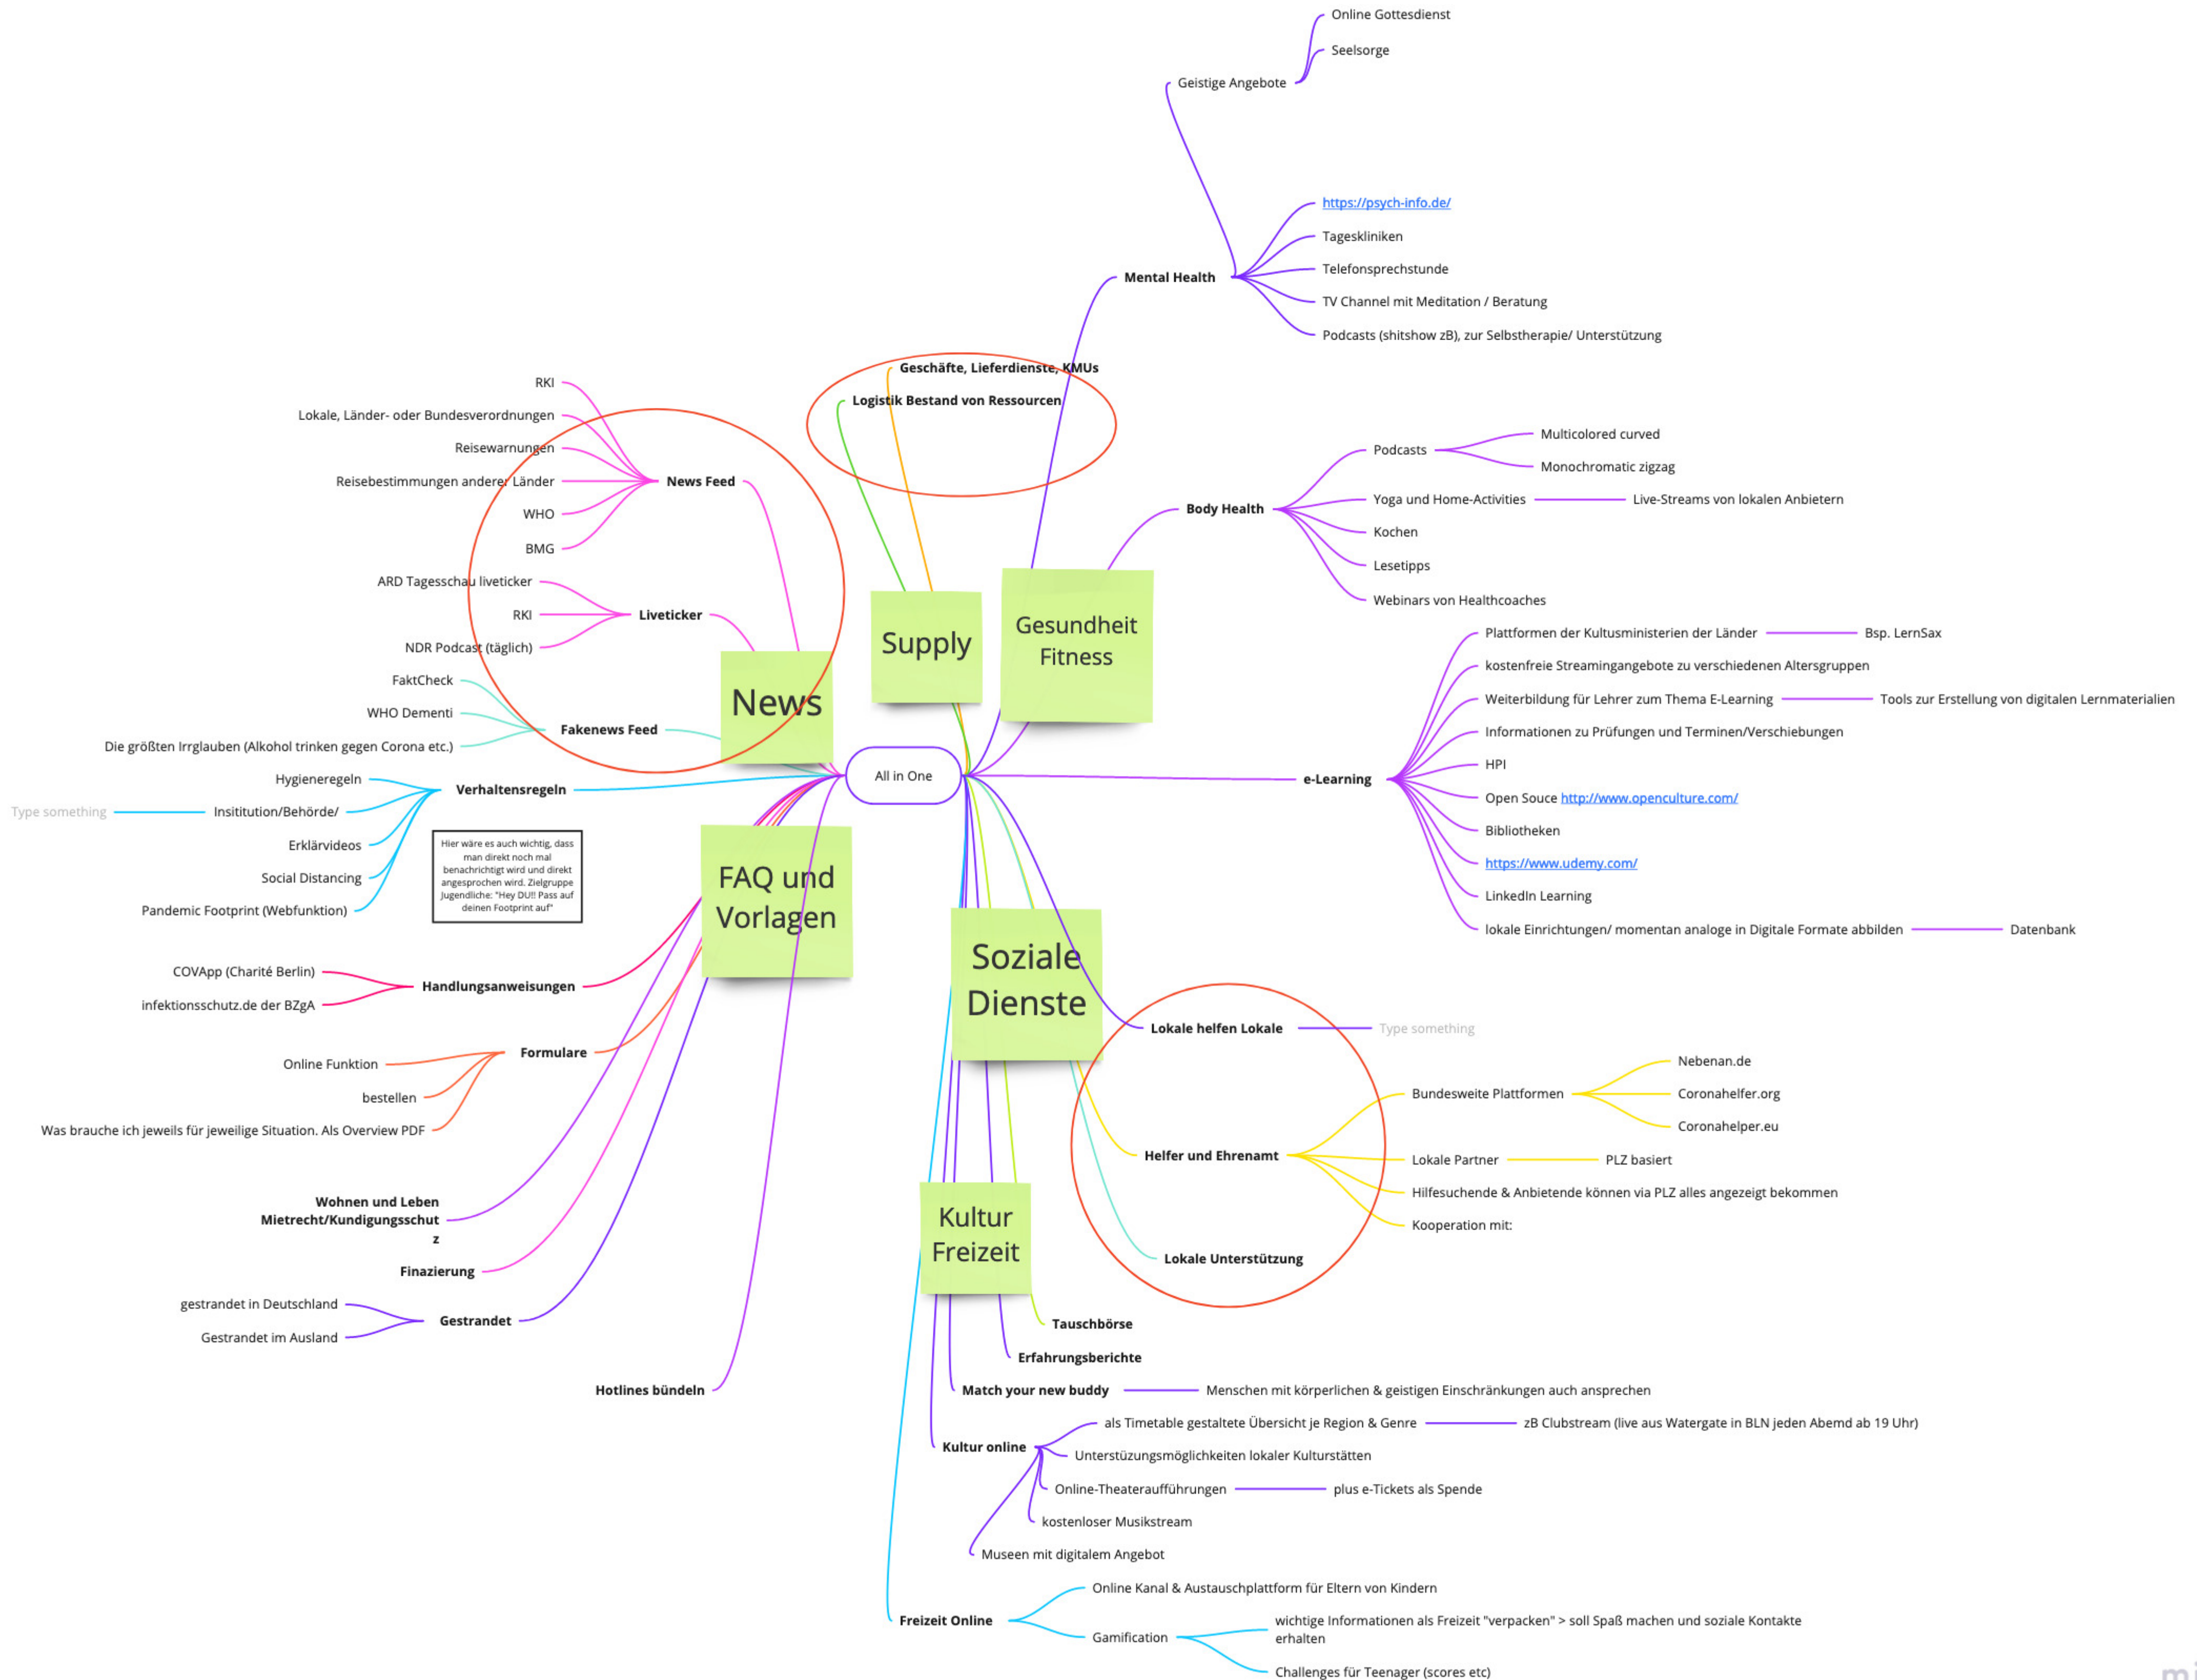 Online Gottesdienst
Seelsorge
Geistige Angebote
https://psych-info.de/
Tageskliniken
Telefonsprechstunde
Mental Health
TV Channel mit Meditation / Beratung
Podcasts (shitshow zB), zur Selbstherapie/ Unterstützung
Geschäfte, Lieferdienste, KMUs
Logistik Bestand von Ressourcen
RKI
Lokale, Länder- oder Bundesverordnungen
Reisewarnungen
Reisebestimmungen anderer Länder
News Feed
WHO
BMG
ARD Tagesschau liveticker
RKI
Liveticker
NDR Podcast (täglich)
FaktCheck
WHO Dementi
Fakenews Feed
Die größten Irrglauben (Alkohol trinken gegen Corona etc.)
News
Supply
Gesundheit
Fitness
Multicolored curved
Podcasts
Monochromatic zigzag
Yoga und Home-Activities
Live-Streams von lokalen Anbietern
Body Health
Kochen
Lesetipps
Webinars von Healthcoaches
Plattformen der Kultusministerien der Länder
Bsp. LernSax
kostenfreie Streamingangebote zu verschiedenen Altersgruppen
Weiterbildung für Lehrer zum Thema E-Learning
Tools zur Erstellung von digitalen Lernmaterialien
Informationen zu Prüfungen und Terminen/Verschiebungen
HPI
All in One
e-Learning
Open Souce http://www.openculture.com/
Bibliotheken
https://www.udemy.com/
LinkedIn Learning
lokale Einrichtungen/ momentan analoge in Digitale Formate abbilden
Datenbank
Hygieneregeln
Verhaltensregeln
Type something
Insititution/Behörde/
Erklärvideos
Social Distancing
Pandemic Footprint (Webfunktion)
Hier wäre es auch wichtig, dass
man direkt noch mal
benachrichtigt wird und direkt
angesprochen wird. Zielgruppe
Jugendliche: "Hey DU!! Pass auf
deinen Footprint auf"
FAQ und
Vorlagen
COVApp (Charité Berlin)
Handlungsanweisungen
infektionsschutz.de der BZgA
Formulare
Online Funktion
bestellen
Was brauche ich jeweils für jeweilige Situation. Als Overview PDF
Wohnen und Leben
Mietrecht/Kundigungsschut
z
Finazierung
gestrandet in Deutschland
Gestrandet
Gestrandet im Ausland
Hotlines bündeln
Soziale
Dienste
Lokale helfen Lokale
Type something
Nebenan.de
Bundesweite Plattformen
Coronahelfer.org
Coronahelper.eu
Helfer und Ehrenamt
Lokale Partner
PLZ basiert
Hilfesuchende & Anbietende können via PLZ alles angezeigt bekommen
Kooperation mit:
Lokale Unterstützung
Kultur
Freizeit
Tauschbörse
Erfahrungsberichte
Match your new buddy
Menschen mit körperlichen & geistigen Einschränkungen auch ansprechen
als Timetable gestaltete Übersicht je Region & Genre
zB Clubstream (live aus Watergate in BLN jeden Abemd ab 19 Uhr)
Kultur online
Unterstüzungsmöglichkeiten lokaler Kulturstätten
Online-Theateraufführungen
plus e-Tickets als Spende
kostenloser Musikstream
Museen mit digitalem Angebot
Online Kanal & Austauschplattform für Eltern von Kindern
Freizeit Online
wichtige Informationen als Freizeit "verpacken" > soll Spaß machen und soziale Kontakte
erhalten
Gamification
Challenges für Teenager (scores etc)